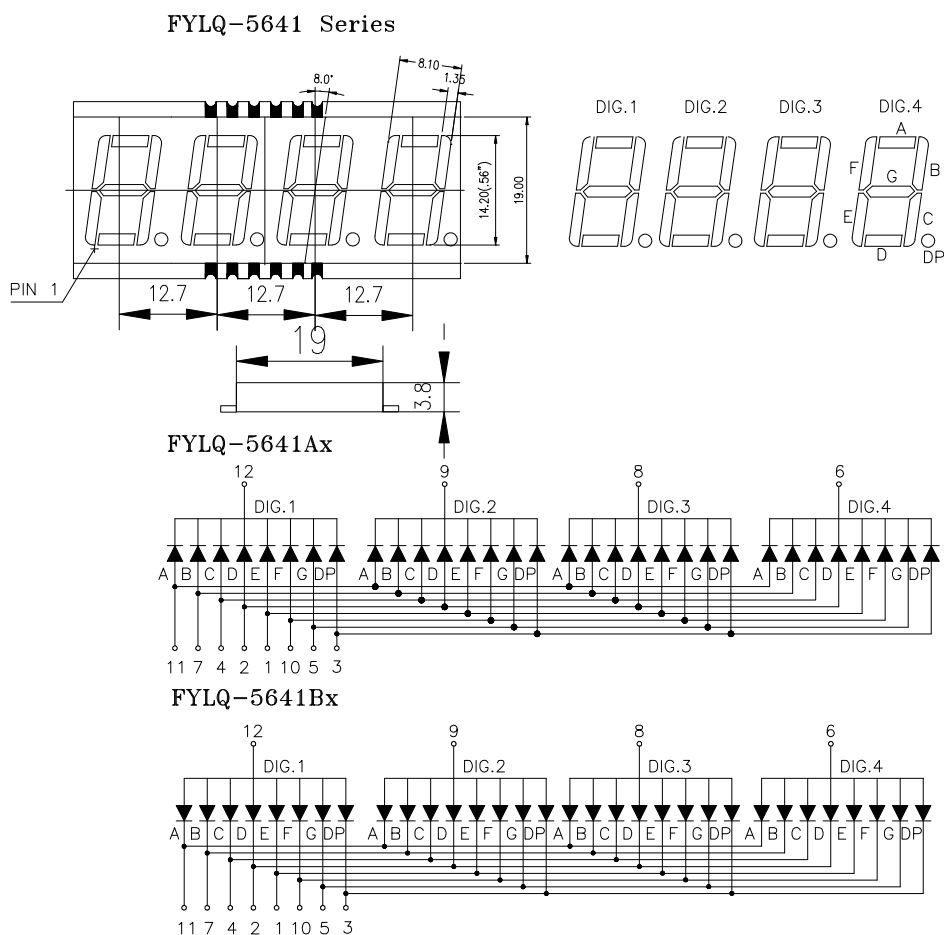 FYLQ-5641 Series
8.10
8.0°
1.35
DIG.1 DIG.2 DIG.3 DIG.4
A
F
B
G
E
C
D
DP
14.20(.56")
19.00
PIN 1
12.7 12.7 12.7
19
3.8
FYLQ-5641Ax
12 9 8 6
DIG.1 DIG.2 DIG.3 DIG.4
A B C D E F G DP A B C D E F G DP A B C D E F G DP A B C D E F G DP
11 7 4 2 1 10 5 3
FYLQ-5641Bx
12 9 8 6
DIG.1 DIG.2 DIG.3 DIG.4
A B C D E F G DP A B C D E F G DP A B C D E F G DP A B C D E F G DP
11 7 4 2 1 10 5 3